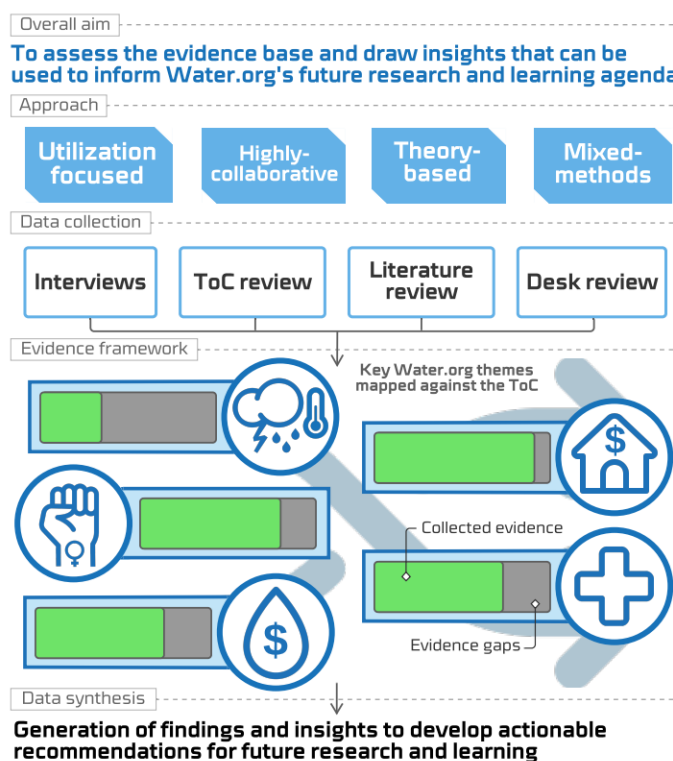 Overall aim
To assess the evidence base and draw insights that can be
used to inform Water.org's future research and learning agenda
Approach
Utilization
focused
Highly-
collaborative
Theory-
based
Mixed-
methods
Data collection
Interviews
ToC review
Literature
review
Desk review
Evidence framework
Key Water.org themes
mapped against the ToC
$
Collected evidence
$
Evidence gaps
Data synthesis
Generation of findings and insights to develop actionable
recommendations for future research and learning